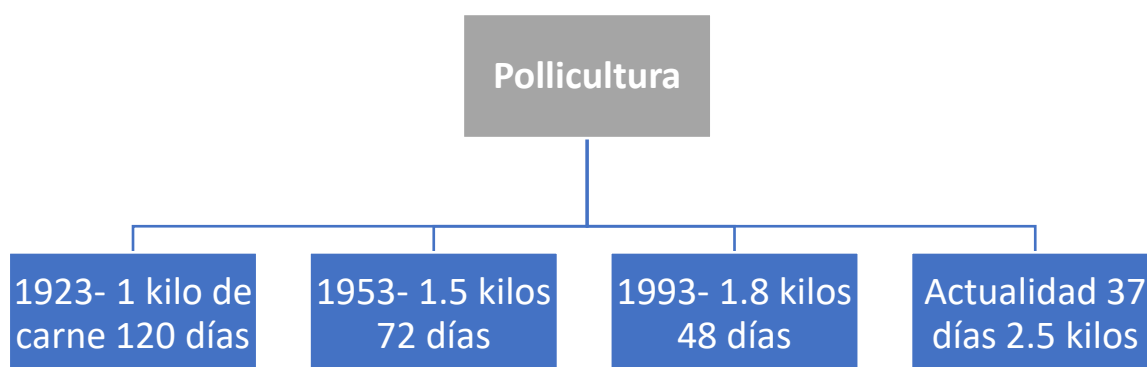 Pollicultura
1923- 1 kilo de
carne 120 días
1953- 1.5 kilos
72 días
1993- 1.8 kilos
48 días
Actualidad 37
días 2.5 kilos